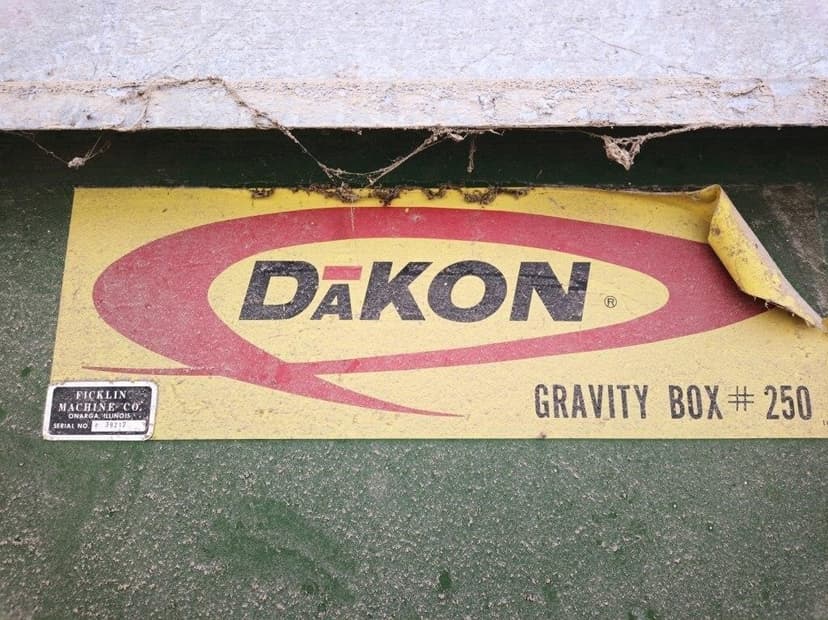 DAKON ®
GRAVITY BOX # 250
FICKLIN
MACHINE CO.
ONARGA, ILLINOIS
SERIAL NO.